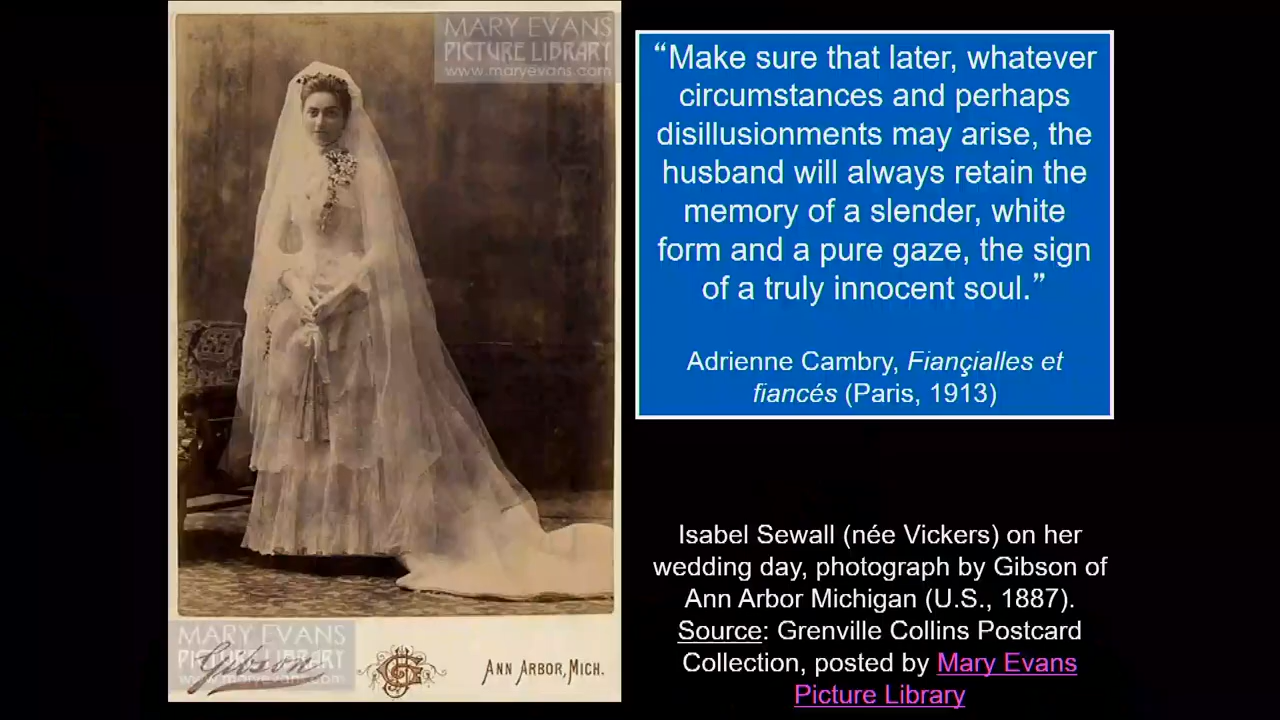 MARY EVANS
PICTURE LIBRARY
www.maryevans.com
“Make sure that later, whatever
circumstances and perhaps
disillusionments may arise, the
husband will always retain the
memory of a slender, white
form and a pure gaze, the sign
of a truly innocent soul.”
Adrienne Cambry, Fiançialles et
fiancés (Paris, 1913)
Isabel Sewall (née Vickers) on her
wedding day, photograph by Gibson of
Ann Arbor Michigan (U.S., 1887).
Source: Grenville Collins Postcard
Collection, posted by Mary Evans
Picture Library
MARY EVANS
PICTURE LIBRARY
www.maryevans.com
Gibson
ANN ARBOR, MICH.